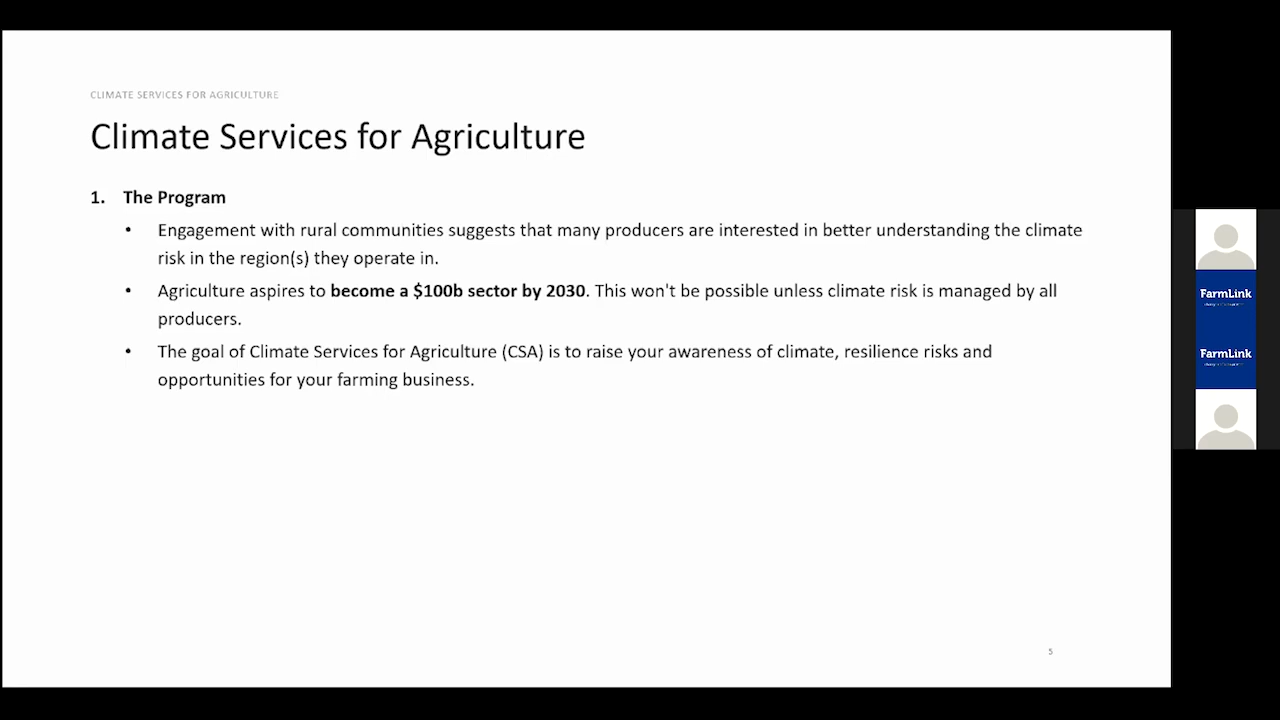 CLIMATE SERVICES FOR AGRICULTURE
Climate Services for Agriculture
1. The Program
• Engagement with rural communities suggests that many producers are interested in better understanding the climate
risk in the region(s) they operate in.
• Agriculture aspires to become a $100b sector by 2030. This won't be possible unless climate risk is managed by all
producers.
• The goal of Climate Services for Agriculture (CSA) is to raise your awareness of climate, resilience risks and
opportunities for your farming business.
5
FarmLink
FarmLink